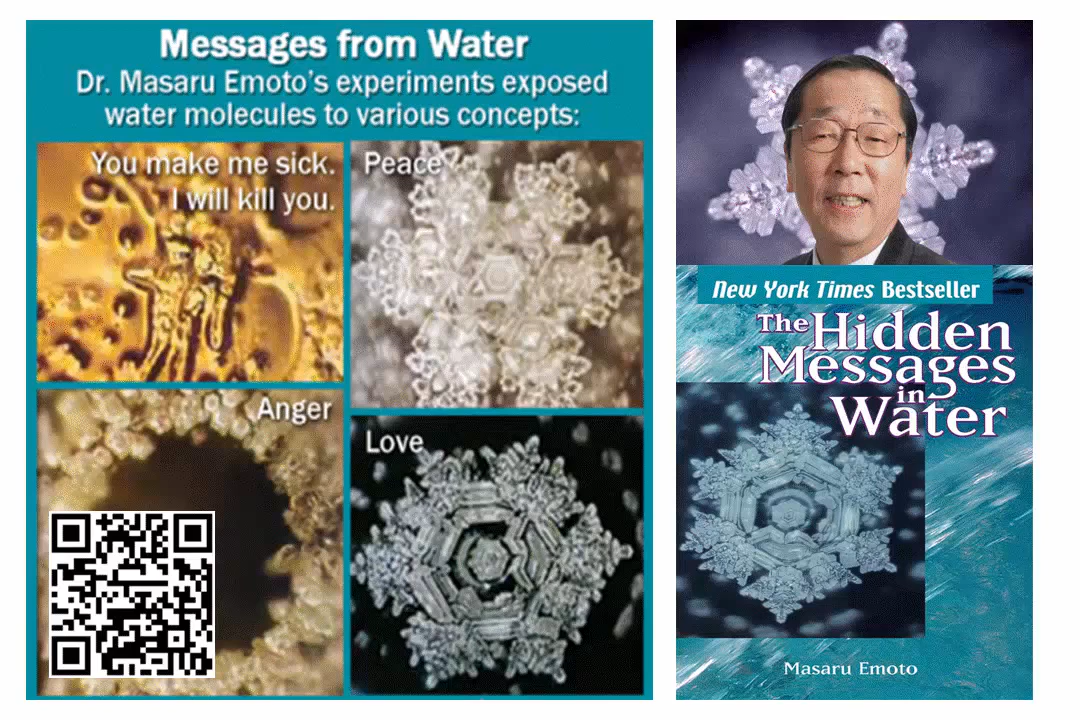 Messages from Water
Dr. Masaru Emoto's experiments exposed
water molecules to various concepts:
You make me sick.
I will kill you.
Peace
Anger
Love
New York Times Bestseller
The Hidden
Messages
in
Water
Masaru Emoto